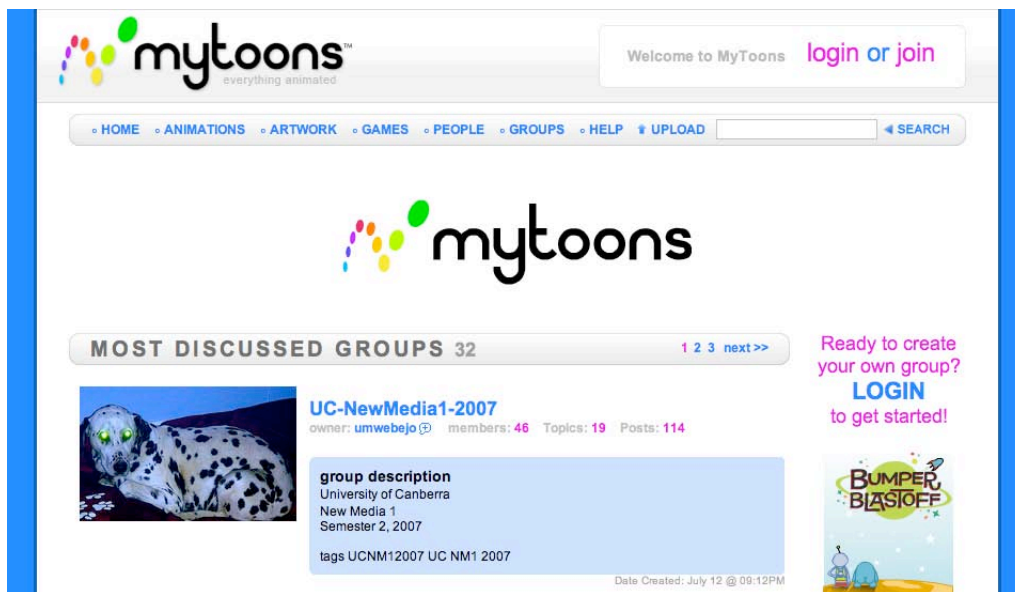 mytoons™
everything animated
Welcome to MyToons login or join
HOME ANIMATIONS ARTWORK GAMES PEOPLE GROUPS HELP UPLOAD SEARCH
mytoons
MOST DISCUSSED GROUPS 32
1 2 3 next >>
UC-NewMedia1-2007
owner: umwebejo members: 46 Topics: 19 Posts: 114
group description
University of Canberra
New Media 1
Semester 2, 2007
tags UCNM12007 UC NM1 2007
Date Created: July 12 @ 09:12PM
Ready to create
your own group?
LOGIN
to get started!
BUMPER
BLASTOFF